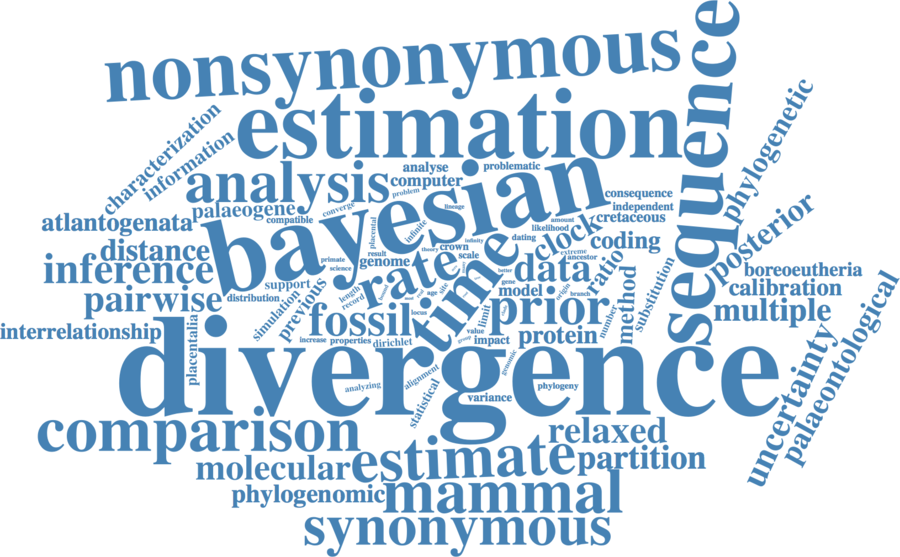 nonsynonymous
sequence
estimation
characterization
information
phylogenetic
analysis
analyse
problematic
computer
problem
bayesian
consequence
independent
cretaceous
palaeogene
compatible
converge
placental
infinite
lineage
amount
likelihood
atlantogenata
posterior
distance
inference
result
theory
crown
infinity
dating
clock
coding
extreme
ancestor
primate
science
genome
scale
rate
time
data
ratio
boreoeutheria
calibration
multiple
pairwise
distribution
support
simulation
previous
length
record
age
site
better
gene
model
origin
branch
method
substitution
interrelationship
placentalia
fossil
locus
limit
prior
number
increase
properties
dirichlet
value
group
impact
protein
divergence
genomic
uncertainty
palaeontological
analyzing
alignment
statistical
variance
phylogeny
comparison
relaxed
molecular
estimate
partition
phylogenomic
mammal
synonymous